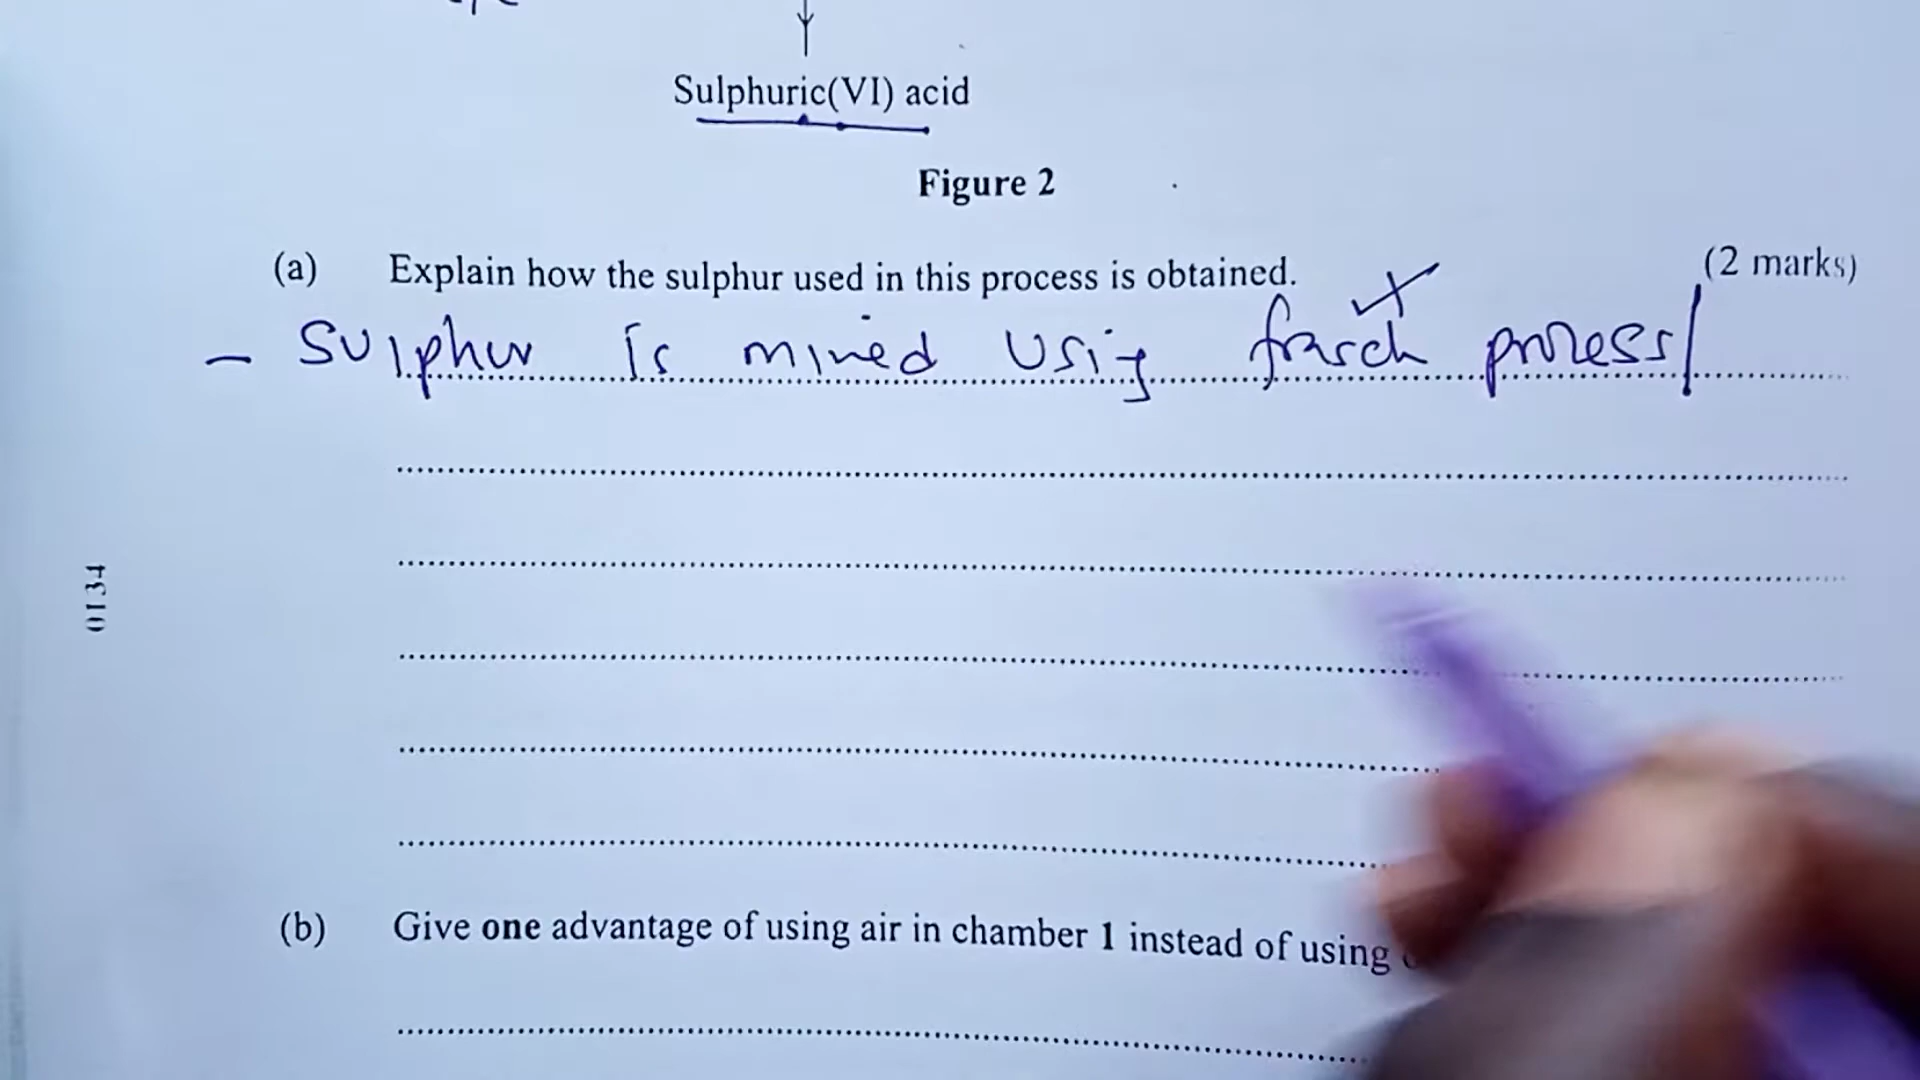 Sulphuric(VI) acid
Figure 2
(a) Explain how the sulphur used in this process is obtained. (2 marks)
- Sulphur is mined using frasch process
(b) Give one advantage of using air in chamber 1 instead of using
0134